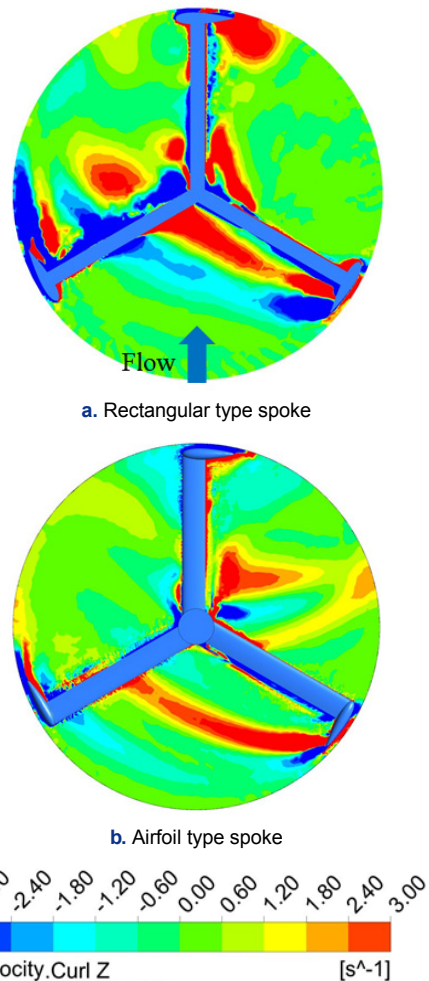 Flow
a. Rectangular type spoke
b. Airfoil type spoke
-2.40 -1.80 -1.20 -0.60 0.00 0.60 1.20 1.80 2.40 3.00
ocity.Curl Z [s^-1]